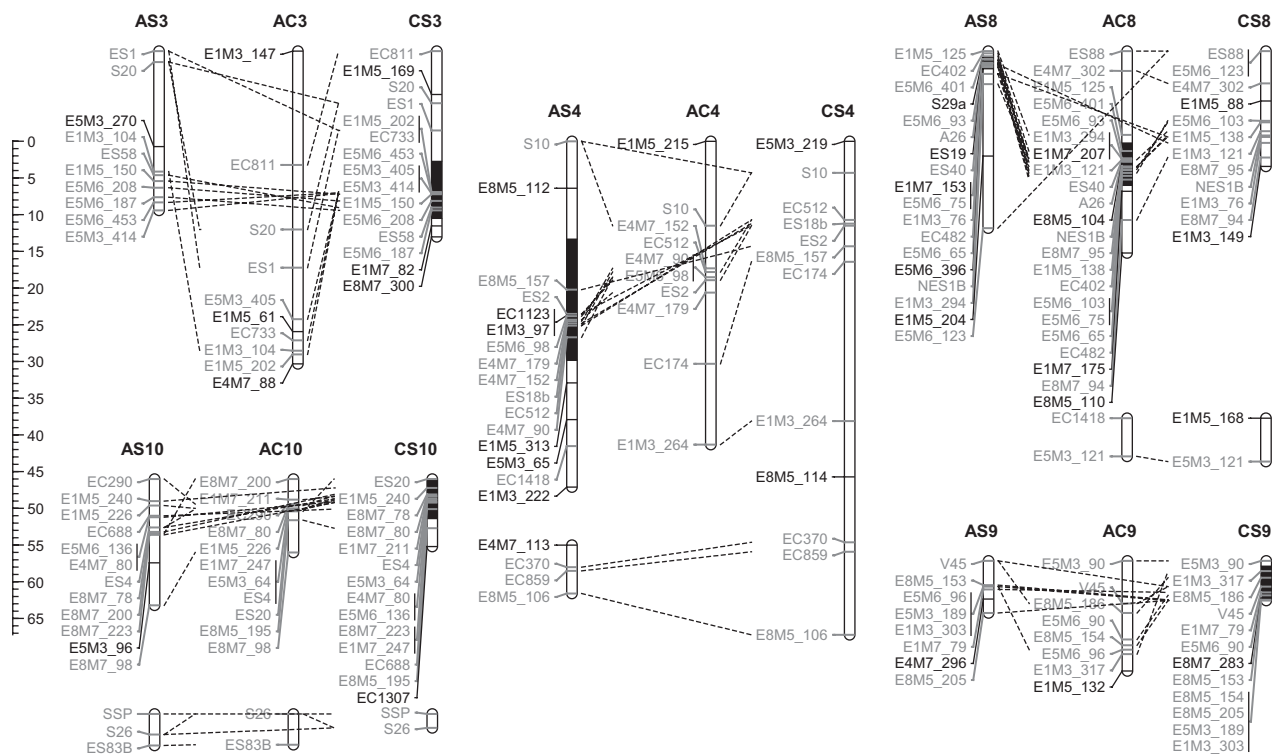 AS3
ES1
S20
E5M3_270
E1M3_104
ES58
E1M5_150
E5M6_208
E5M6_187
E5M6_453
E5M3_414
AC3
E1M3_147
EC811
S20
ES1
E5M3_405
E1M5_61
EC733
E1M3_104
E1M5_202
E4M7_88
CS3
EC811
E1M5_169
S20
ES1
E1M5_202
EC733
E5M6_453
E5M3_405
E5M3_414
E1M5_150
E5M6_208
ES58
E5M6_187
E1M7_82
E8M7_300
0
5
10
15
20
25
30
35
40
45
50
55
60
65
AS4
S10
E8M5_112
E8M5_157
ES2
EC1123
E1M3_97
E5M6_98
E4M7_179
E4M7_152
ES18b
EC512
E4M7_90
E1M5_313
E5M3_65
EC1418
E1M3_222
E4M7_113
EC370
EC859
E8M5_106
AC4
E1M5_215
S10
E4M7_152
EC512
E4M7_90
E5M6_98
ES2
E4M7_179
EC174
E1M3_264
CS4
E5M3_219
S10
EC512
ES18b
ES2
E8M5_157
EC174
E1M3_264
E8M5_114
EC370
EC859
E8M5_106
AS8
E1M5_125
EC402
E5M6_401
S29a
E5M6_93
A26
ES19
ES40
E1M7_153
E5M6_75
E1M3_76
EC482
E5M6_65
E5M6_396
NES1B
E1M3_294
E1M5_204
E5M6_123
AC8
ES88
E4M7_302
E1M5_125
E5M6_401
E5M6_93
E1M3_294
E1M7_207
E1M3_121
ES40
A26
E8M5_104
NES1B
E8M7_95
E1M5_138
EC402
E5M6_103
E5M6_75
E5M6_65
EC482
E1M7_175
E8M7_94
E8M5_110
EC1418
E5M3_121
CS8
ES88
E5M6_123
E4M7_302
E1M5_88
E5M6_103
E1M5_138
E1M3_121
E8M7_95
NES1B
E1M3_76
E8M7_94
E1M3_149
E1M5_168
E5M3_121
AS10
EC290
E1M5_240
E1M5_226
EC688
E5M6_136
E4M7_80
ES4
E8M7_78
E8M7_200
E8M7_223
E5M3_96
E8M7_98
SSP
S26
ES83B
AC10
E8M7_200
E1M7_211
E8M7_80
E1M5_226
E1M7_247
E5M3_64
ES4
ES20
E8M5_195
E8M7_98
S26
ES83B
CS10
ES20
E1M5_240
E8M7_78
E8M7_80
E1M7_211
ES4
E5M3_64
E4M7_80
E5M6_136
E8M7_223
E1M7_247
EC688
E8M5_195
EC1307
SSP
S26
AS9
V45
E8M5_153
E5M6_96
E5M3_189
E1M3_303
E1M7_79
E4M7_296
E8M5_205
AC9
E5M3_90
V45
E8M5_186
E5M6_90
E8M5_154
E5M6_96
E1M3_317
E1M5_132
CS9
E5M3_90
E1M3_317
E8M5_186
V45
E1M7_79
E5M6_90
E8M7_283
E8M5_153
E8M5_154
E8M5_205
E5M3_189
E1M3_303